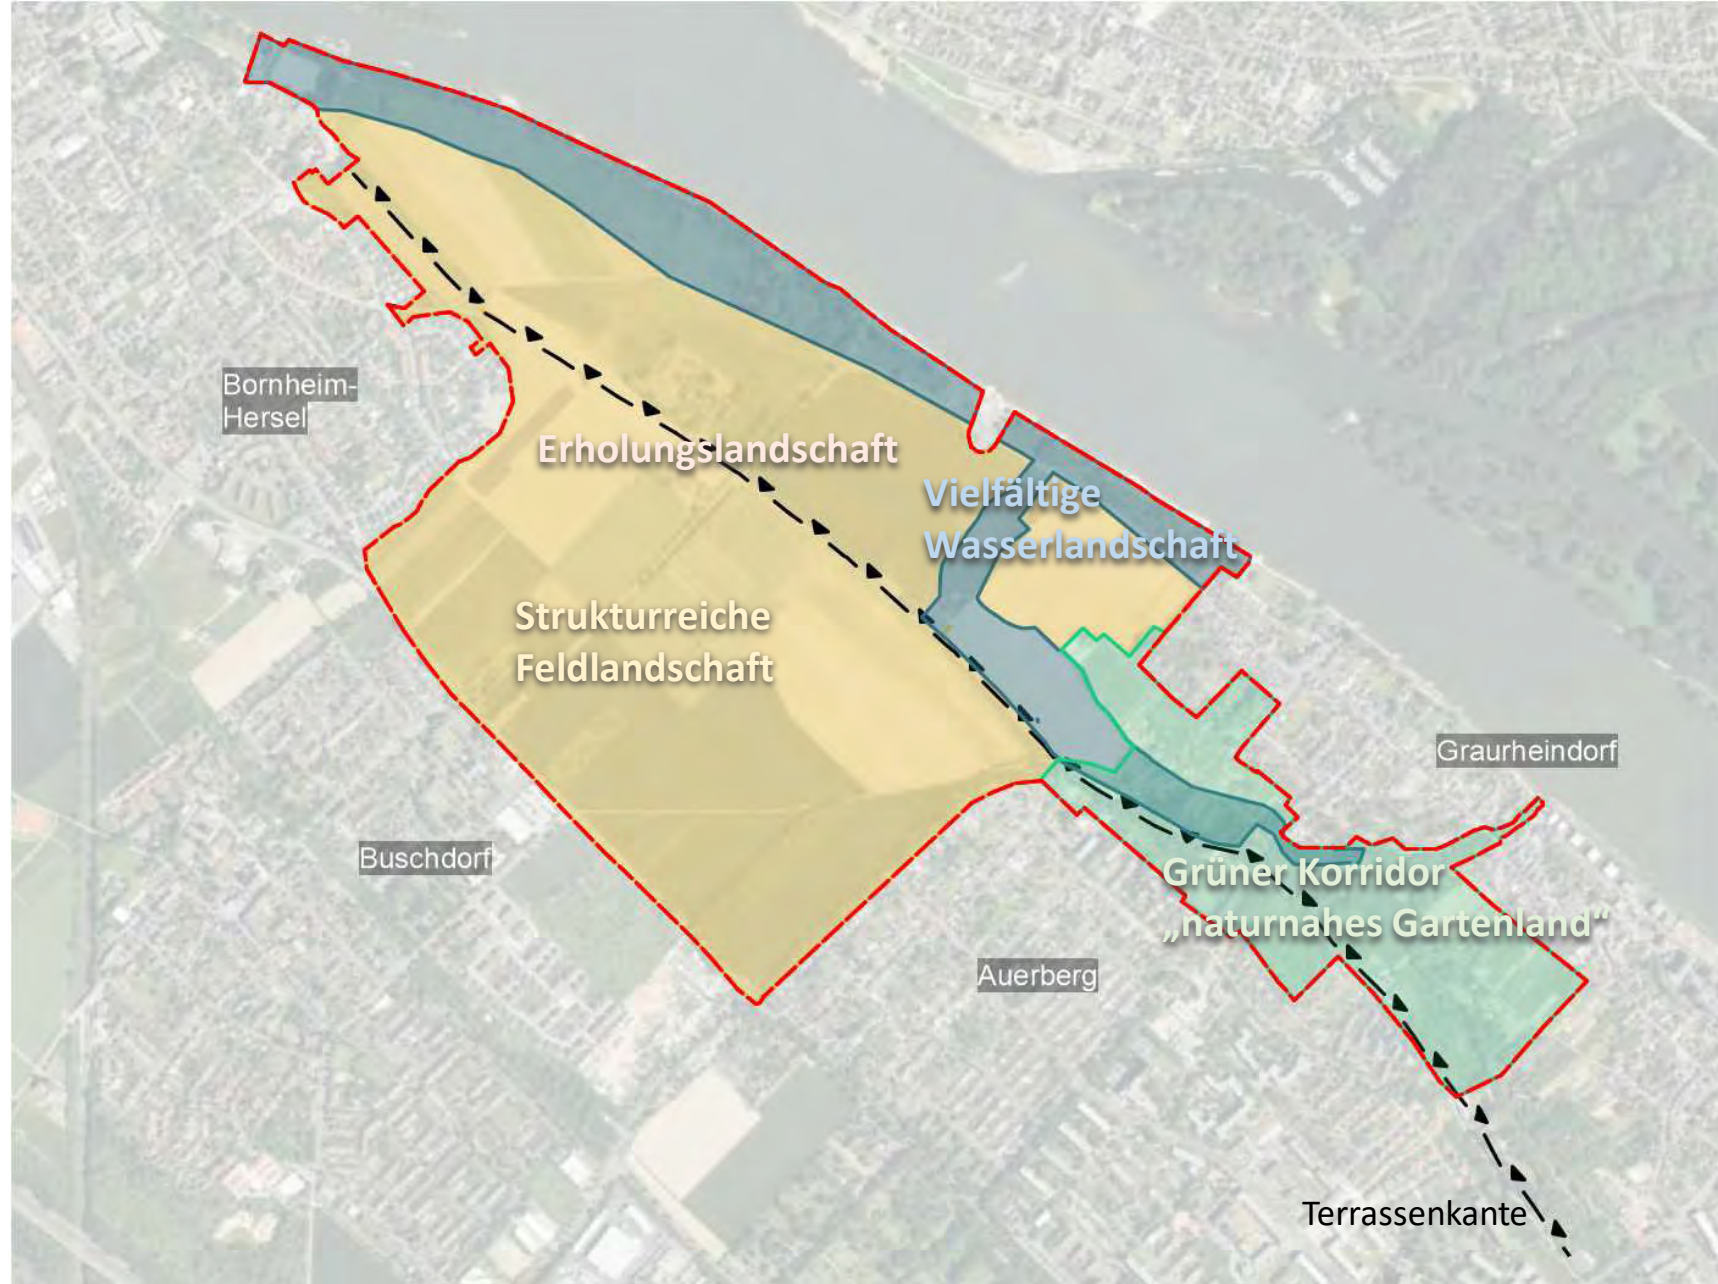 Bornheim-
Hersel
Erholungslandschaft
Vielfältige
Wasserlandschaft
Strukturreiche
Feldlandschaft
Graurheindorf
Buschdorf
Grüner Korridor
„naturnahes Gartenland“
Auerberg
Terrassenkante